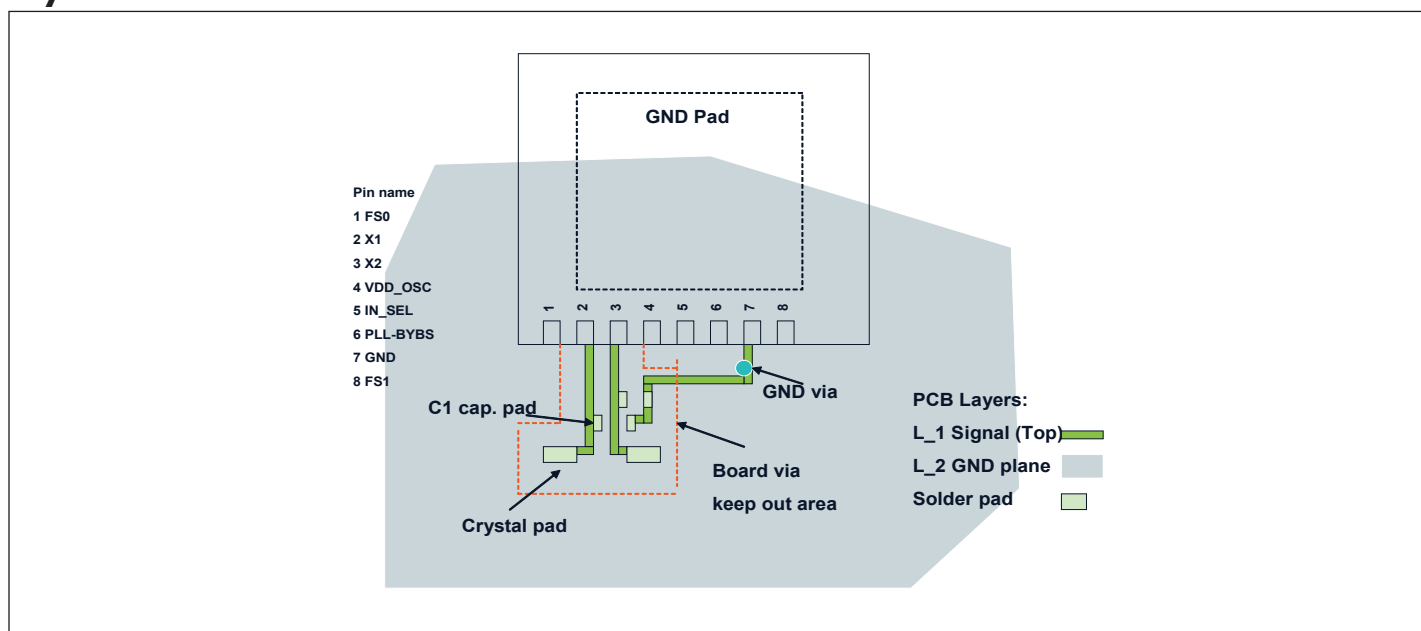 GND Pad
Pin name
1 FS0
2 X1
3 X2
4 VDD_OSC
5 IN_SEL
6 PLL-BYBS
7 GND
8 FS1
1 2 3 4 5 6 7 8
C1 cap. pad
GND via
Board via
keep out area
Crystal pad
PCB Layers:
L_1 Signal (Top)
L_2 GND plane
Solder pad